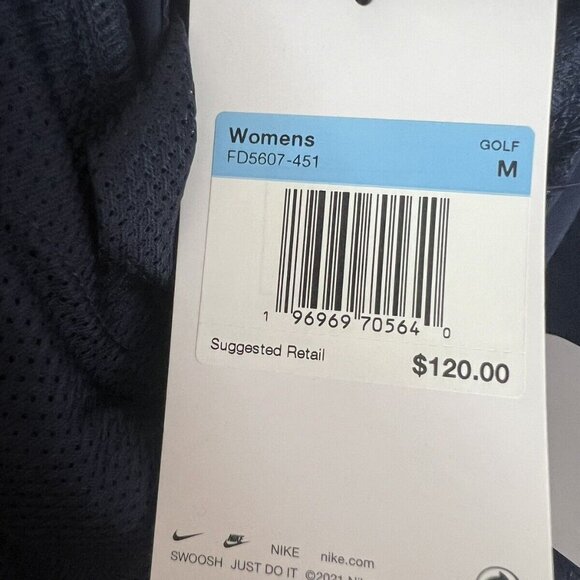 Womens
GOLF
FD5607-451
M
1 96969 70564 0
Suggested Retail
$120.00
NIKE nike.com
SWOOSH JUST DO IT ©2021